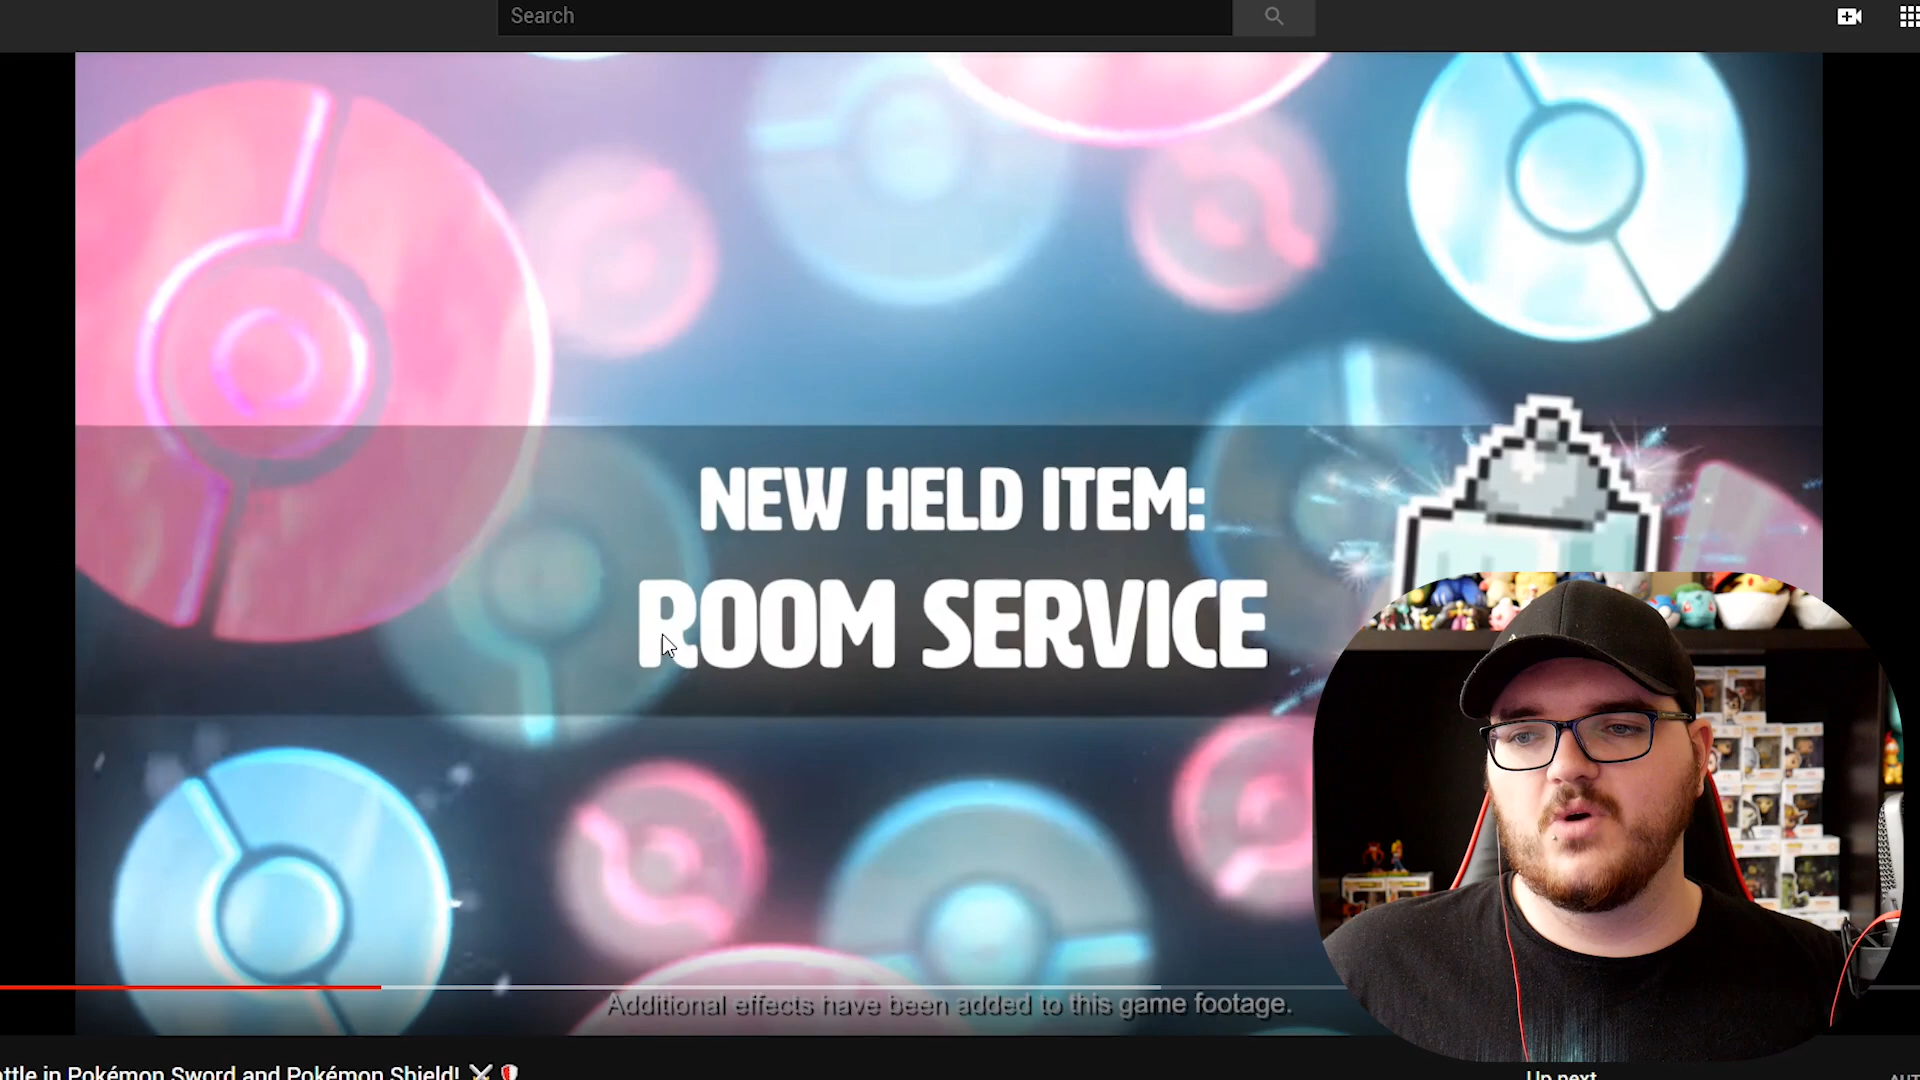 Search
NEW HELD ITEM:
ROOM SERVICE
Additional effects have been added to this game footage.
ttle in Pokémon Sword and Pokémon Shield!
Up next
AUT